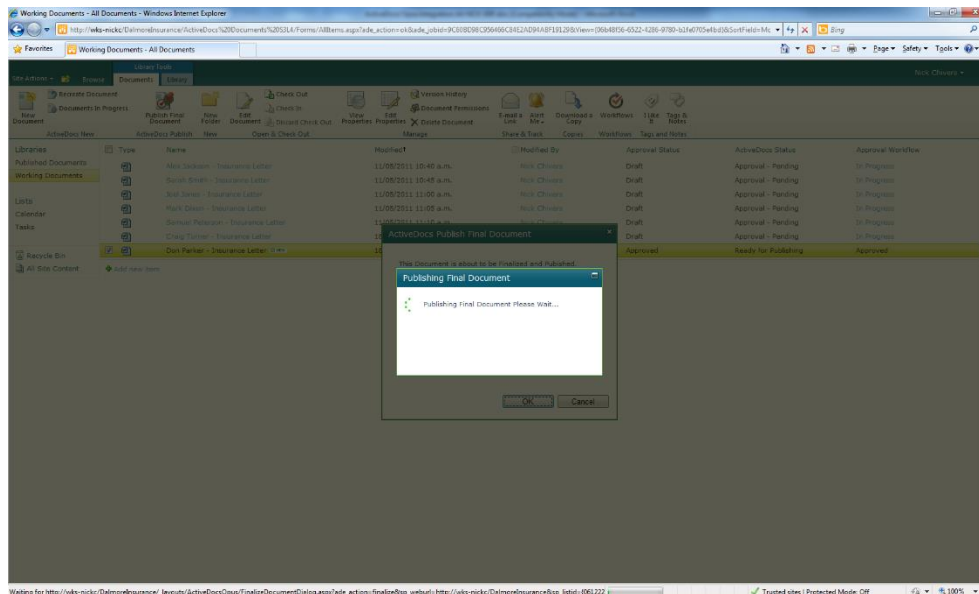 Working Documents - All Documents - Windows Internet Explorer
Favorites Working Documents - All Documents
Bing
Page Safety Tools
Library Tools
Site Actions Browse Documents Library Nick Chivers
New Document
Recreate Document
Documents In Progress
Publish Final Document
New Folder
Edit Document
Check Out
Check In
Discard Check Out
View Properties
Edit Properties
Version History
Document Permissions
Delete Document
E-mail a Link
Alert Me
Download a Copy
Workflows
I Like It
Tags & Notes
ActiveDocs New ActiveDocs Publish New Open & Check Out Manage Share & Track Copies Workflows Tags and Notes
Libraries
Published Documents
Working Documents
Lists
Calendar
Tasks
Recycle Bin
All Site Content
Type Name Modified Modified By Approval Status ActiveDocs Status Approval Workflow
- Insurance Letter 11/08/2011 10:46 a.m. Nick Chivers Draft Approval - Pending In Progress
Sarah Smith - Insurance Letter 11/08/2011 10:48 a.m. Nick Chivers Draft Approval - Pending In Progress
- Insurance Letter 11/08/2011 11:00 a.m. Nick Chivers Draft Approval - Pending In Progress
- Insurance Letter 11/08/2011 11:05 a.m. Nick Chivers Draft Approval - Pending In Progress
Samuel Peterson - Insurance Letter Draft Approval - Pending In Progress
Craig Turner - Insurance Letter Draft Approval - Pending In Progress
Don Parker - Insurance Letter Approved Ready for Publishing Approved
Add new item
ActiveDocs Publish Final Document
This Document is about to be Finalized and Published.
Publishing Final Document
Publishing Final Document Please Wait...
OK Cancel
Trusted sites | Protected Mode: Off 100%